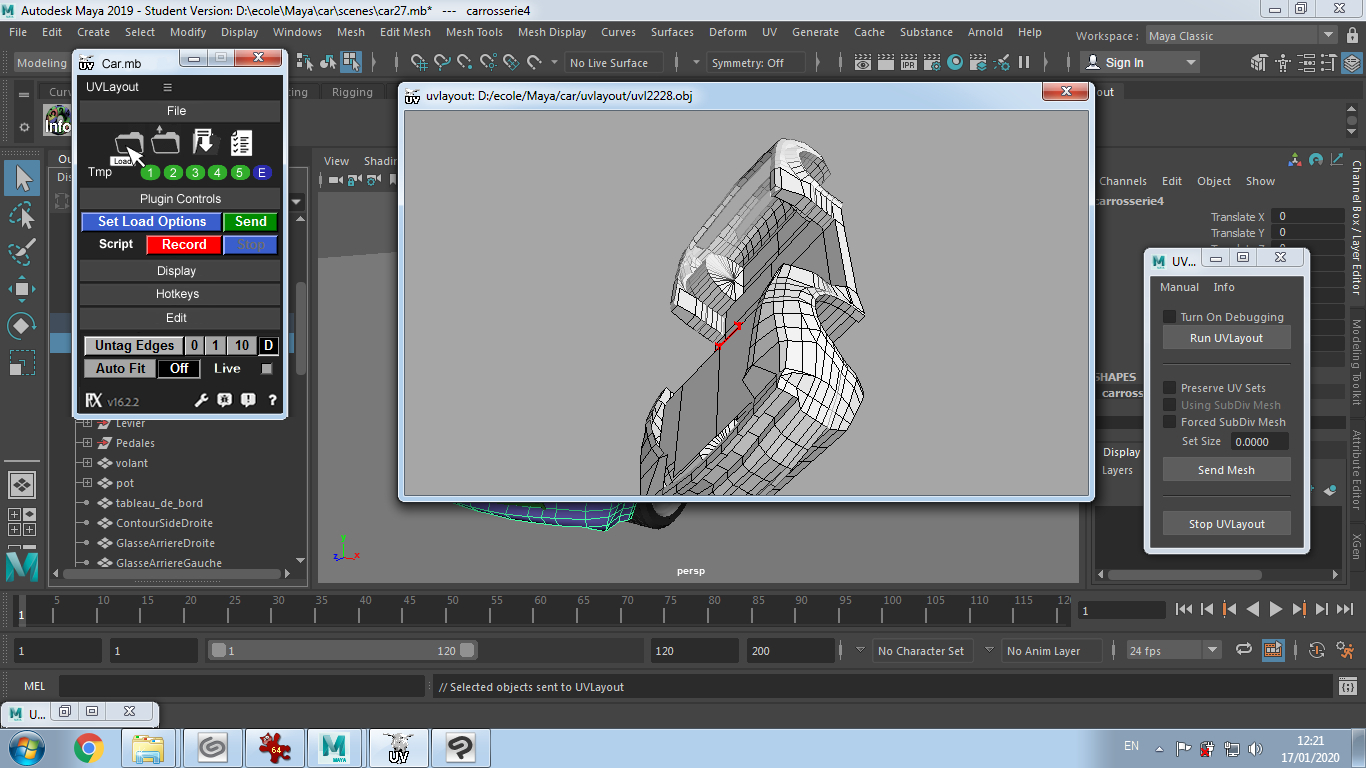 Autodesk Maya 2019 - Student Version: D:\ecole\Maya\car\scenes\car27.mb*   ---   carrosserie4
File Edit Create Select Modify Display Windows Mesh Edit Mesh Mesh Tools Mesh Display Curves Surfaces Deform UV Generate Cache Substance Arnold Help
Workspace : Maya Classic
Modeling
No Live Surface
Symmetry: Off
IPR
Sign In
Rigging
Info
Car.mb
UVLayout
File
Load
Tmp 1 2 3 4 5 E
Plugin Controls
Set Load Options Send
Script Record Stop
Display
Hotkeys
Edit
Untag Edges 0 1 10 D
Auto Fit Off Live
v16.2.2 ?
uvlayout: D:/ecole/Maya/car/uvlayout/uvl2228.obj
View
Channels Edit Object Show
carrosserie4
Translate X 0
Translate Y 0
SHAPES
Display
Layers
UV...
Manual Info
Turn On Debugging
Run UVLayout
Preserve UV Sets
Using SubDiv Mesh
Forced SubDiv Mesh
Set Size 0.0000
Send Mesh
Stop UVLayout
Channel Box / Layer Editor
Modeling Toolkit
Attribute Editor
XGen
Levier
Pedales
volant
pot
tableau_de_bord
ContourSideDroite
GlasseArriereDroite
GlasseArriereGauche
y
z x
persp
1 5 10 15 20 25 30 35 40 45 50 55 60 65 70 75 80 85 90 95 100 105 110 115
1
1 1 1 120 120 200
No Character Set
No Anim Layer
24 fps
MEL
// Selected objects sent to UVLayout
U...
64
MAYA
UV
EN
12:21
17/01/2020